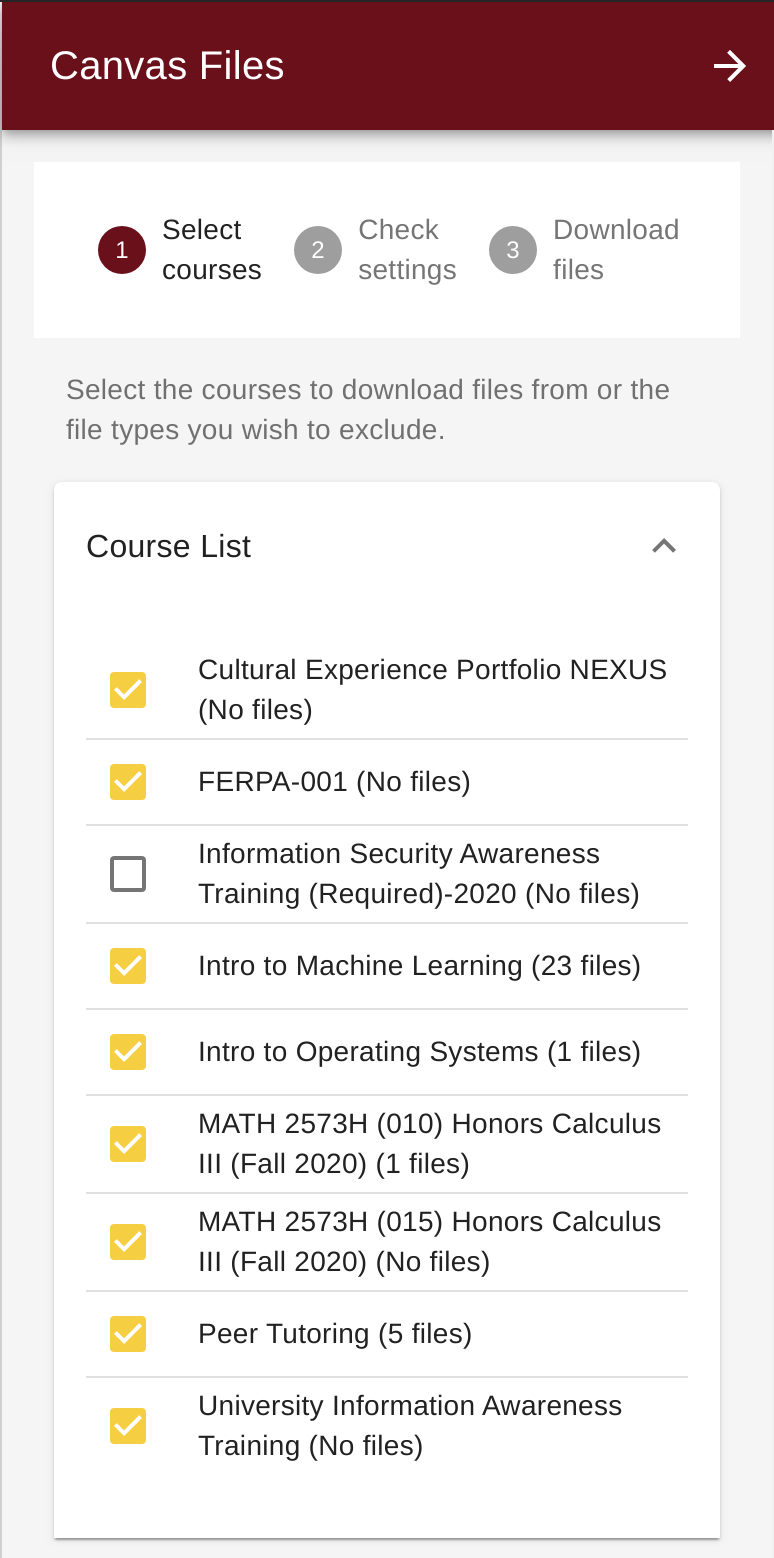 Canvas Files
1
Select
courses
2
Check
settings
3
Download
files
Select the courses to download files from or the
file types you wish to exclude.
Course List
Cultural Experience Portfolio NEXUS
(No files)
FERPA-001 (No files)
Information Security Awareness
Training (Required)-2020 (No files)
Intro to Machine Learning (23 files)
Intro to Operating Systems (1 files)
MATH 2573H (010) Honors Calculus
III (Fall 2020) (1 files)
MATH 2573H (015) Honors Calculus
III (Fall 2020) (No files)
Peer Tutoring (5 files)
University Information Awareness
Training (No files)